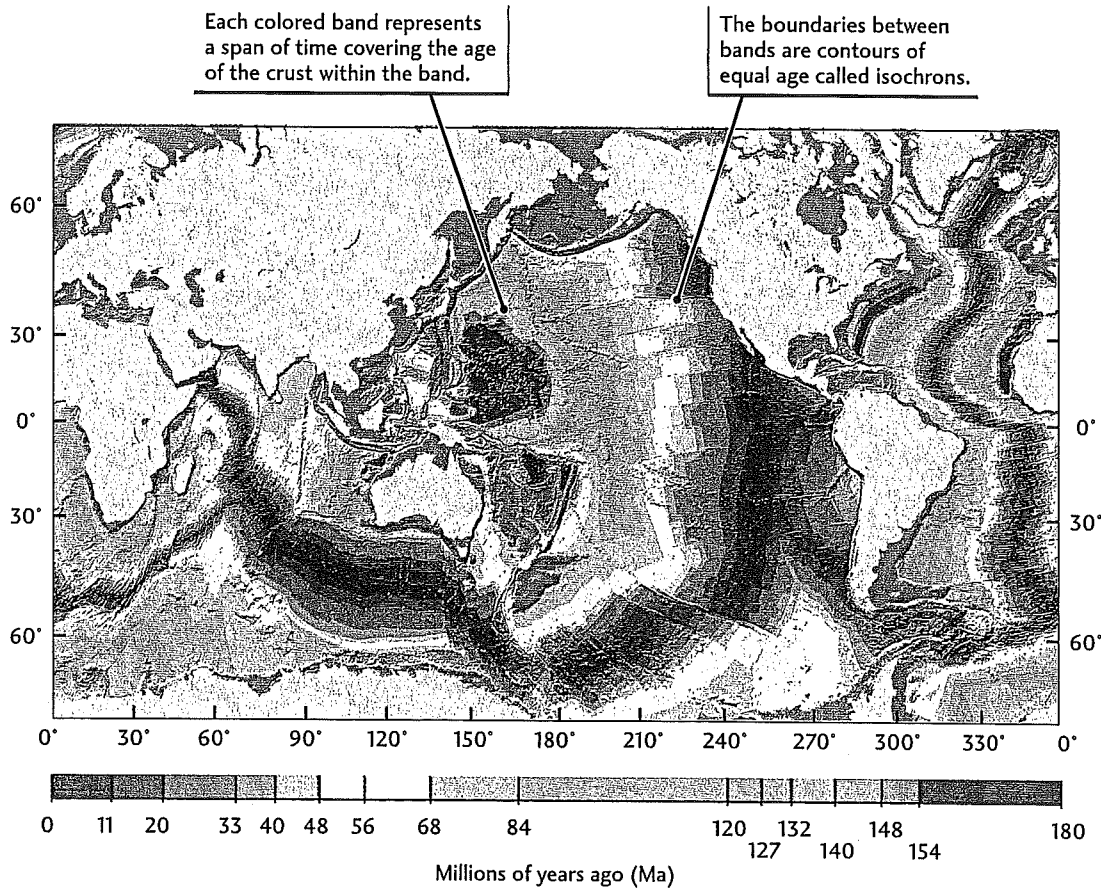 Each colored band represents
a span of time covering the age
of the crust within the band.
The boundaries between
bands are contours of
equal age called isochrons.
60°
30°
0°
30°
60°
0°
30°
60°
0° 30° 60° 90° 120° 150° 180° 210° 240° 270° 300° 330° 0°
0 11 20 33 40 48 56 68 84 120 132 148 180
127 140 154
Millions of years ago (Ma)